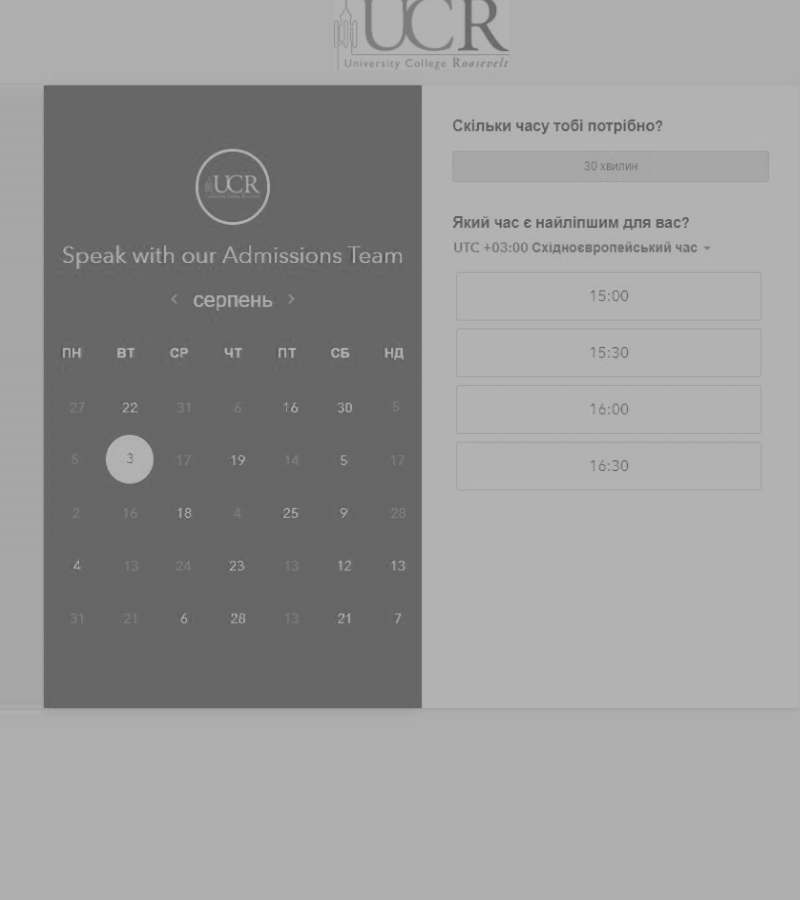 UCR
University College Roosevelt
UCR
Speak with our Admissions Team
серпень
ПН ВТ СР ЧТ ПТ СБ НД
27 22 31 6 16 30 5
5 3 17 19 14 5 17
2 16 18 4 25 9 28
4 13 24 23 13 12 13
31 21 6 28 13 21 7
Скільки часу тобі потрібно?
30 хвилин
Який час є найліпшим для вас?
UTC +03:00 Східноєвропейський час
15:00
15:30
16:00
16:30